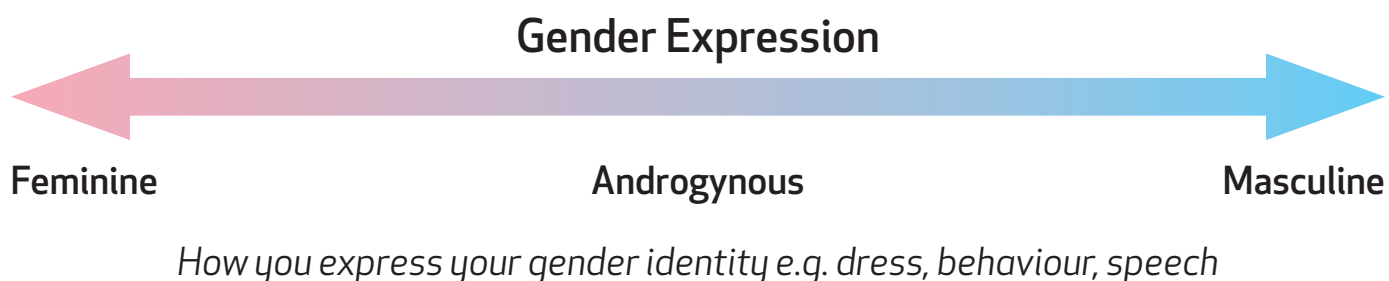 Gender Expression
Feminine Androgynous Masculine
How you express your gender identity e.g. dress, behaviour, speech